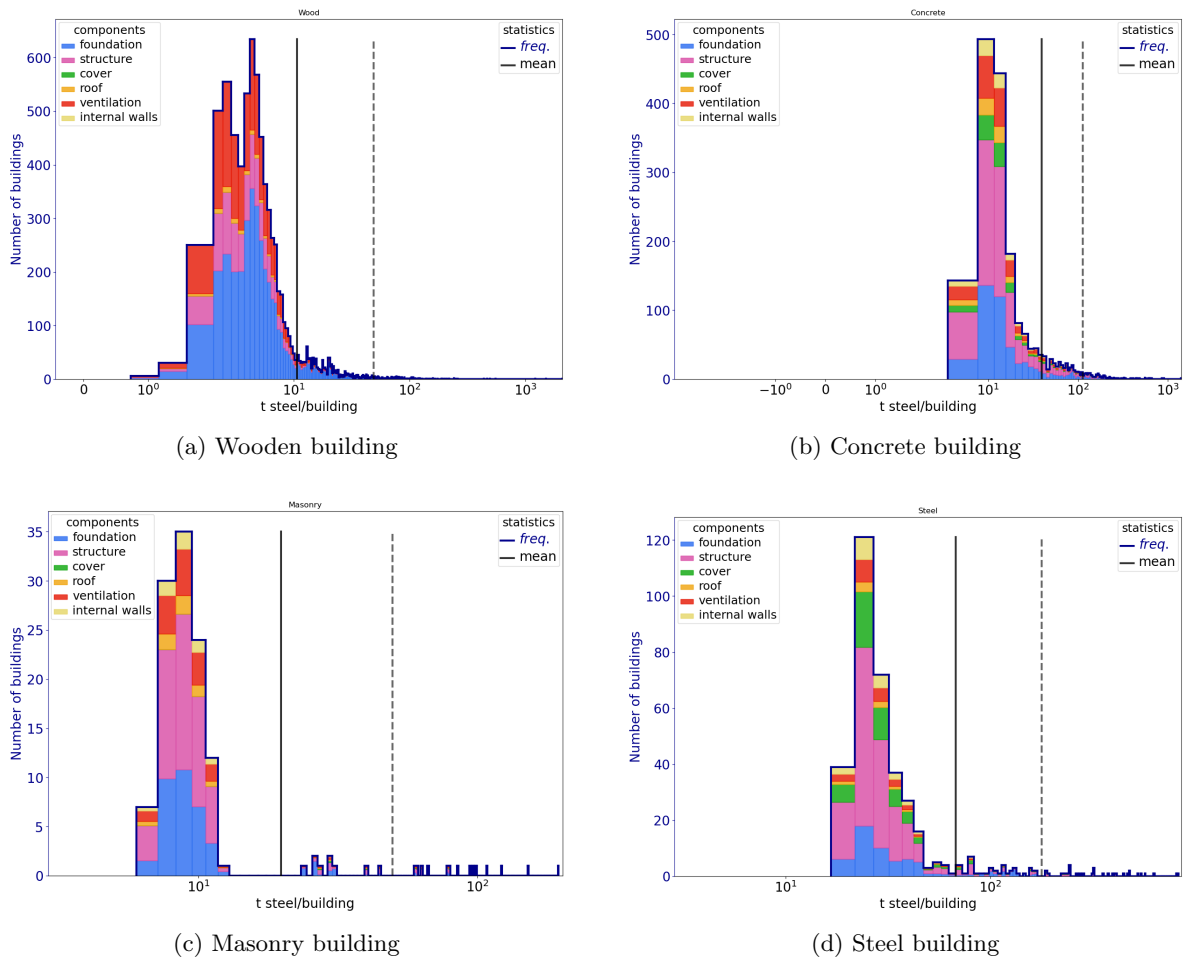 Wood
components
foundation
structure
cover
roof
ventilation
internal walls
statistics
freq.
mean
Number of buildings
600
500
400
300
200
100
0
0
10⁰
10¹
10²
10³
t steel/building
(a) Wooden building
Concrete
components
foundation
structure
cover
roof
ventilation
internal walls
statistics
freq.
mean
Number of buildings
500
400
300
200
100
0
−10⁰
0
10⁰
10¹
10²
10³
t steel/building
(b) Concrete building
Masonry
components
foundation
structure
cover
roof
ventilation
internal walls
statistics
freq.
mean
Number of buildings
35
30
25
20
15
10
5
0
10¹
10²
t steel/building
(c) Masonry building
Steel
components
foundation
structure
cover
roof
ventilation
internal walls
statistics
freq.
mean
Number of buildings
120
100
80
60
40
20
0
10¹
10²
t steel/building
(d) Steel building